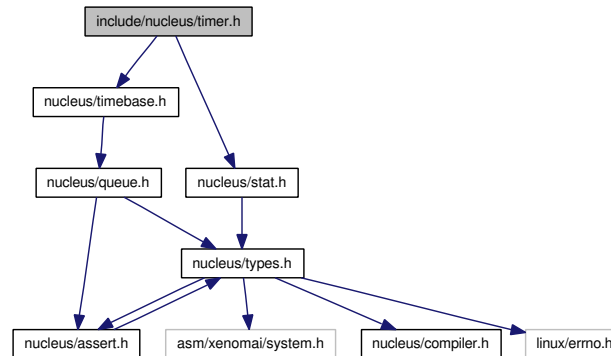 include/nucleus/timer.h
nucleus/timebase.h
nucleus/queue.h
nucleus/stat.h
nucleus/types.h
nucleus/assert.h
asm/xenomai/system.h
nucleus/compiler.h
linux/errno.h